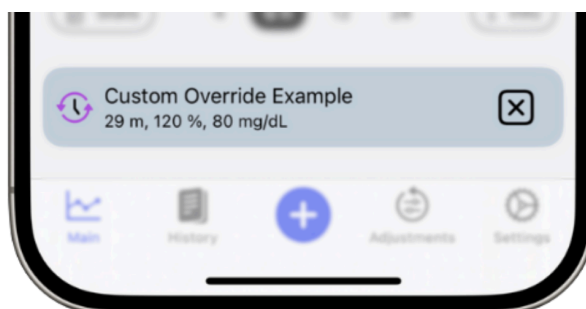 Custom Override Example
29 m, 120 %, 80 mg/dL
Main
History
Adjustments
Settings